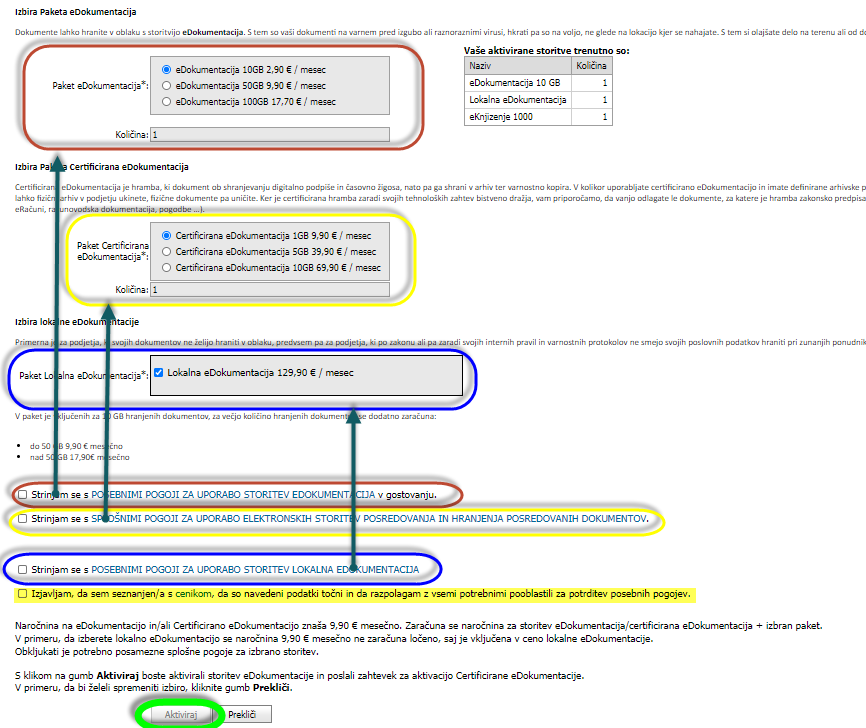 Izbira Paketa eDokumentacija
Dokumente lahko hranite v oblaku s storitvijo eDokumentacija. S tem so vaši dokumenti na varnem pred izgubo ali raznoraznimi virusi, hkrati pa so na voljo, ne glede na lokacijo kjer se nahajate. S tem si olajšate delo na terenu ali od
Paket eDokumentacija*:
eDokumentacija 10GB 2,90 € / mesec
eDokumentacija 50GB 9,90 € / mesec
eDokumentacija 100GB 17,70 € / mesec
Količina: 1
Vaše aktivirane storitve trenutno so:
Naziv Količina
eDokumentacija 10 GB 1
Lokalna eDokumentacija 1
eKnjizenje 1000 1
Izbira Certificirana eDokumentacija
Certificirana eDokumentacija je hramba, ki dokument ob shranjevanju digitalno podpiše in časovno žigosa, nato pa ga shrani v arhiv ter varnostno kopira. V kolikor uporabljate certificirano eDokumentacijo in imate definirane arhivske
lahko fizični arhiv v podjetju ukinete, fizične dokumente pa uničite. Ker je certificirana hramba zaradi svojih tehnoloških zahtev bistveno dražja, vam priporočamo, da vanjo odlagate le dokumente, za katere je hramba zakonsko
eRačuni, računovodska dokumentacija, pogodbe ...).
Paket Certificirana
eDokumentacija*:
Certificirana eDokumentacija 1GB 9,90 € / mesec
Certificirana eDokumentacija 5GB 39,90 € / mesec
Certificirana eDokumentacija 10GB 69,90 € / mesec
Količina: 1
Izbira lokalne eDokumentacije
Primerna je za podjetja, ki svojih dokumentov ne želijo hraniti v oblaku, predvsem pa za podjetja, ki po zakonu ali pa zaradi svojih internih pravil in varnostnih protokolov ne smejo svojih poslovnih podatkov hraniti pri zunanjih
Paket Lokalna eDokumentacija*: Lokalna eDokumentacija 129,90 € / mesec
V paket je vključenih za 10 GB hranjenih dokumentov, za večjo količino hranjenih dokumentov se dodatno zaračuna:
do 50 GB 9,90 € mesečno
nad 50 GB 17,90€ mesečno
Strinjam se s POSEBNIMI POGOJI ZA UPORABO STORITEV EDOKUMENTACIJA v gostovanju.
Strinjam se s SPLOŠNIMI POGOJI ZA UPORABO ELEKTRONSKIH STORITEV POSREDOVANJA IN HRANJENJA POSREDOVANIH DOKUMENTOV.
Strinjam se s POSEBNIMI POGOJI ZA UPORABO STORITEV LOKALNA EDOKUMENTACIJA
Izjavljam, da sem seznanjen/a s cenikom, da so navedeni podatki točni in da razpolagam z vsemi potrebnimi pooblastili za potrditev posebnih pogojev.
Naročnina na eDokumentacijo in/ali Certificirano eDokumentacijo znaša 9,90 € mesečno. Zaračuna se naročnina za storitev eDokumentacija/certificirana eDokumentacija + izbran paket.
V primeru, da izberete lokalno eDokumentacijo se naročnina 9,90 € mesečno ne zaračuna ločeno, saj je vključena v ceno lokalne eDokumentacije.
Obkljukati je potrebno posamezne splošne pogoje za izbrano storitev.
S klikom na gumb Aktiviraj boste aktivirali storitev eDokumentacije in poslali zahtevek za aktivacijo Certificirane eDokumentacije.
V primeru, da bi želeli spremeniti izbiro, kliknite gumb Prekliči.
Aktiviraj Prekliči